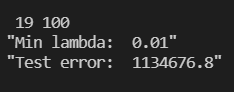 19 100
"Min lambda:  0.01"
"Test error:  1134676.8"